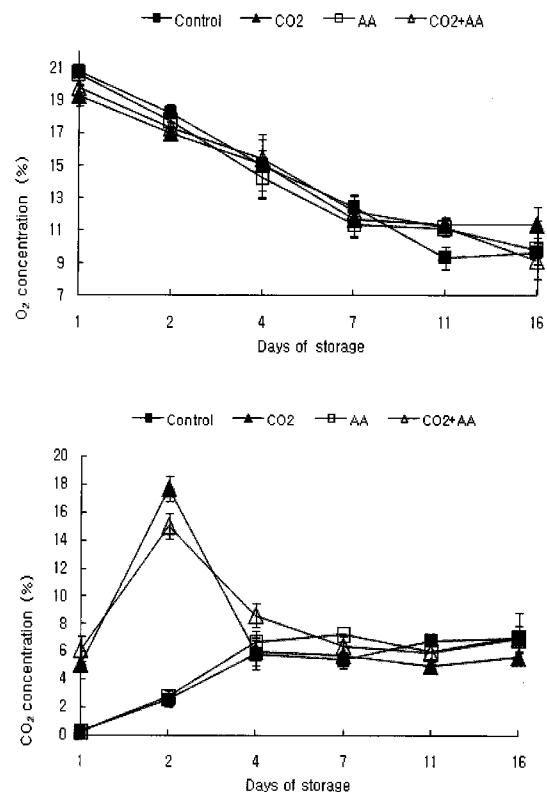 Control CO2 AA CO2+AA
21
19
17
15
13
11
9
7
O₂ concentration (%)
1 2 4 7 11 16
Days of storage
Control CO2 AA CO2+AA
20
18
16
14
12
10
8
6
4
2
0
CO₂ concentration (%)
1 2 4 7 11 16
Days of storage